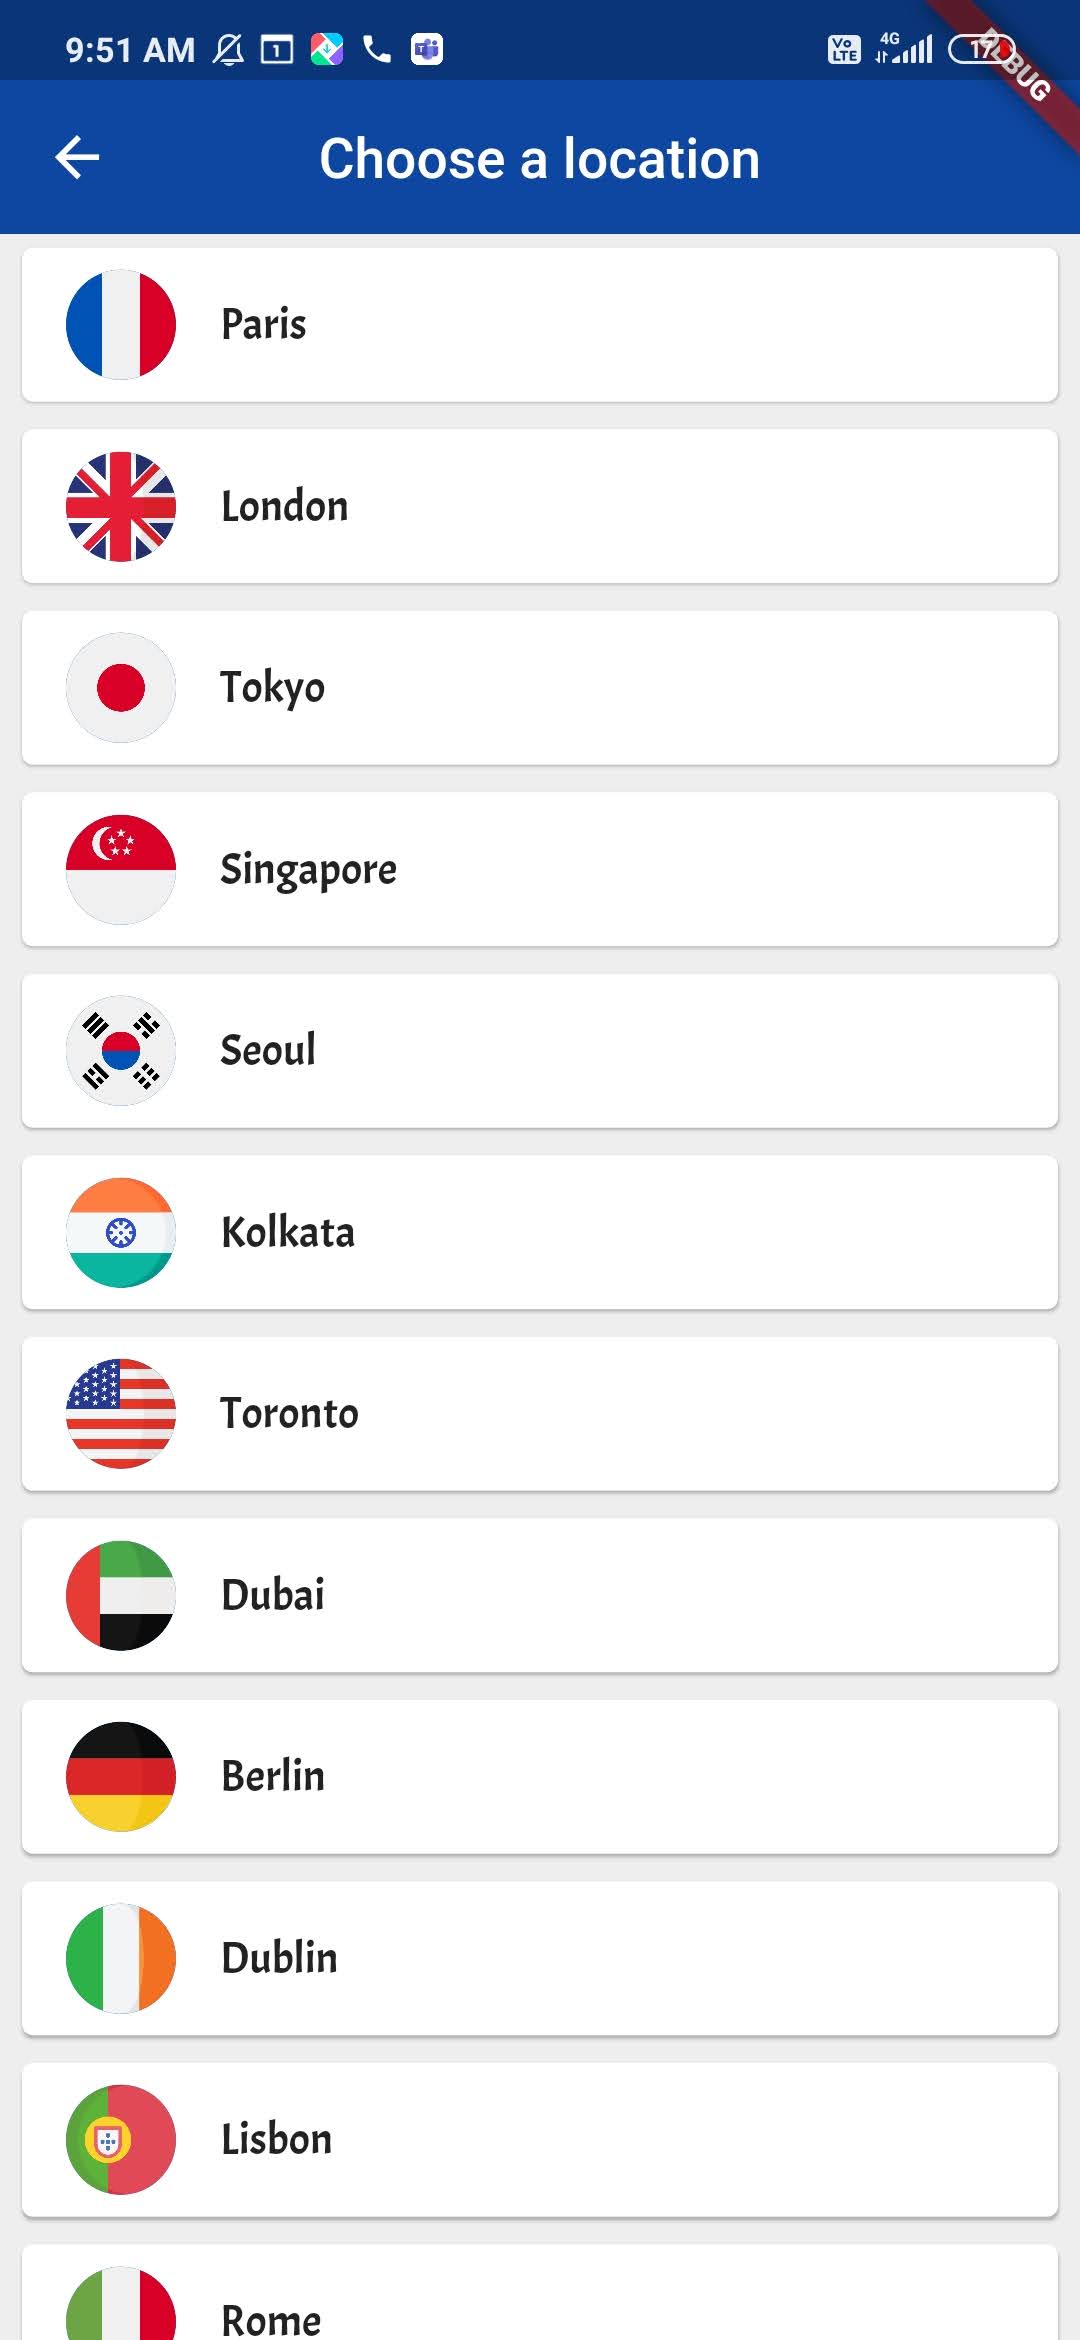 9:51 AM 1 Vo LTE 4G 17
DEBUG
Choose a location
Paris
London
Tokyo
Singapore
Seoul
Kolkata
Toronto
Dubai
Berlin
Dublin
Lisbon
Rome